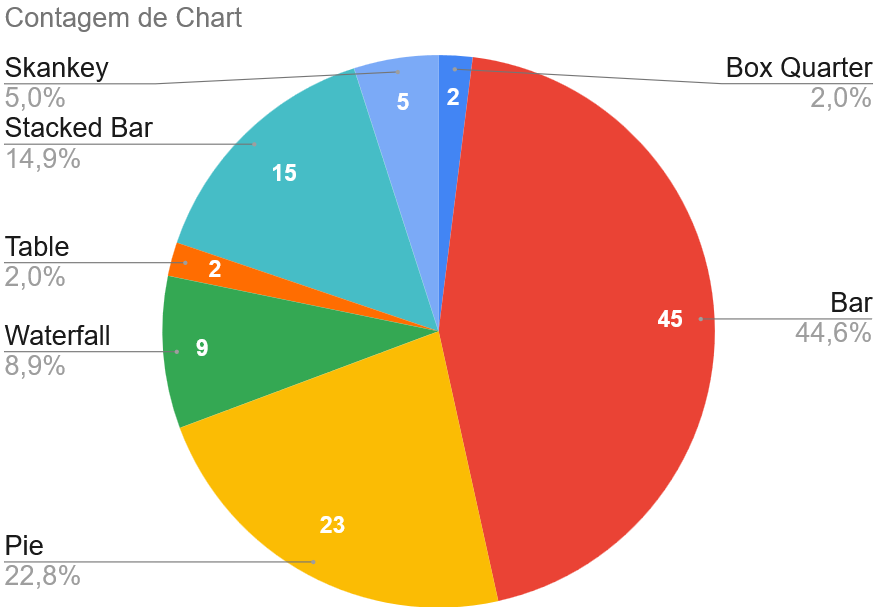 Contagem de Chart
Skankey
5,0%
Stacked Bar
14,9%
Table
2,0%
Waterfall
8,9%
Pie
22,8%
Box Quarter
2,0%
Bar
44,6%
5
2
15
2
9
45
23